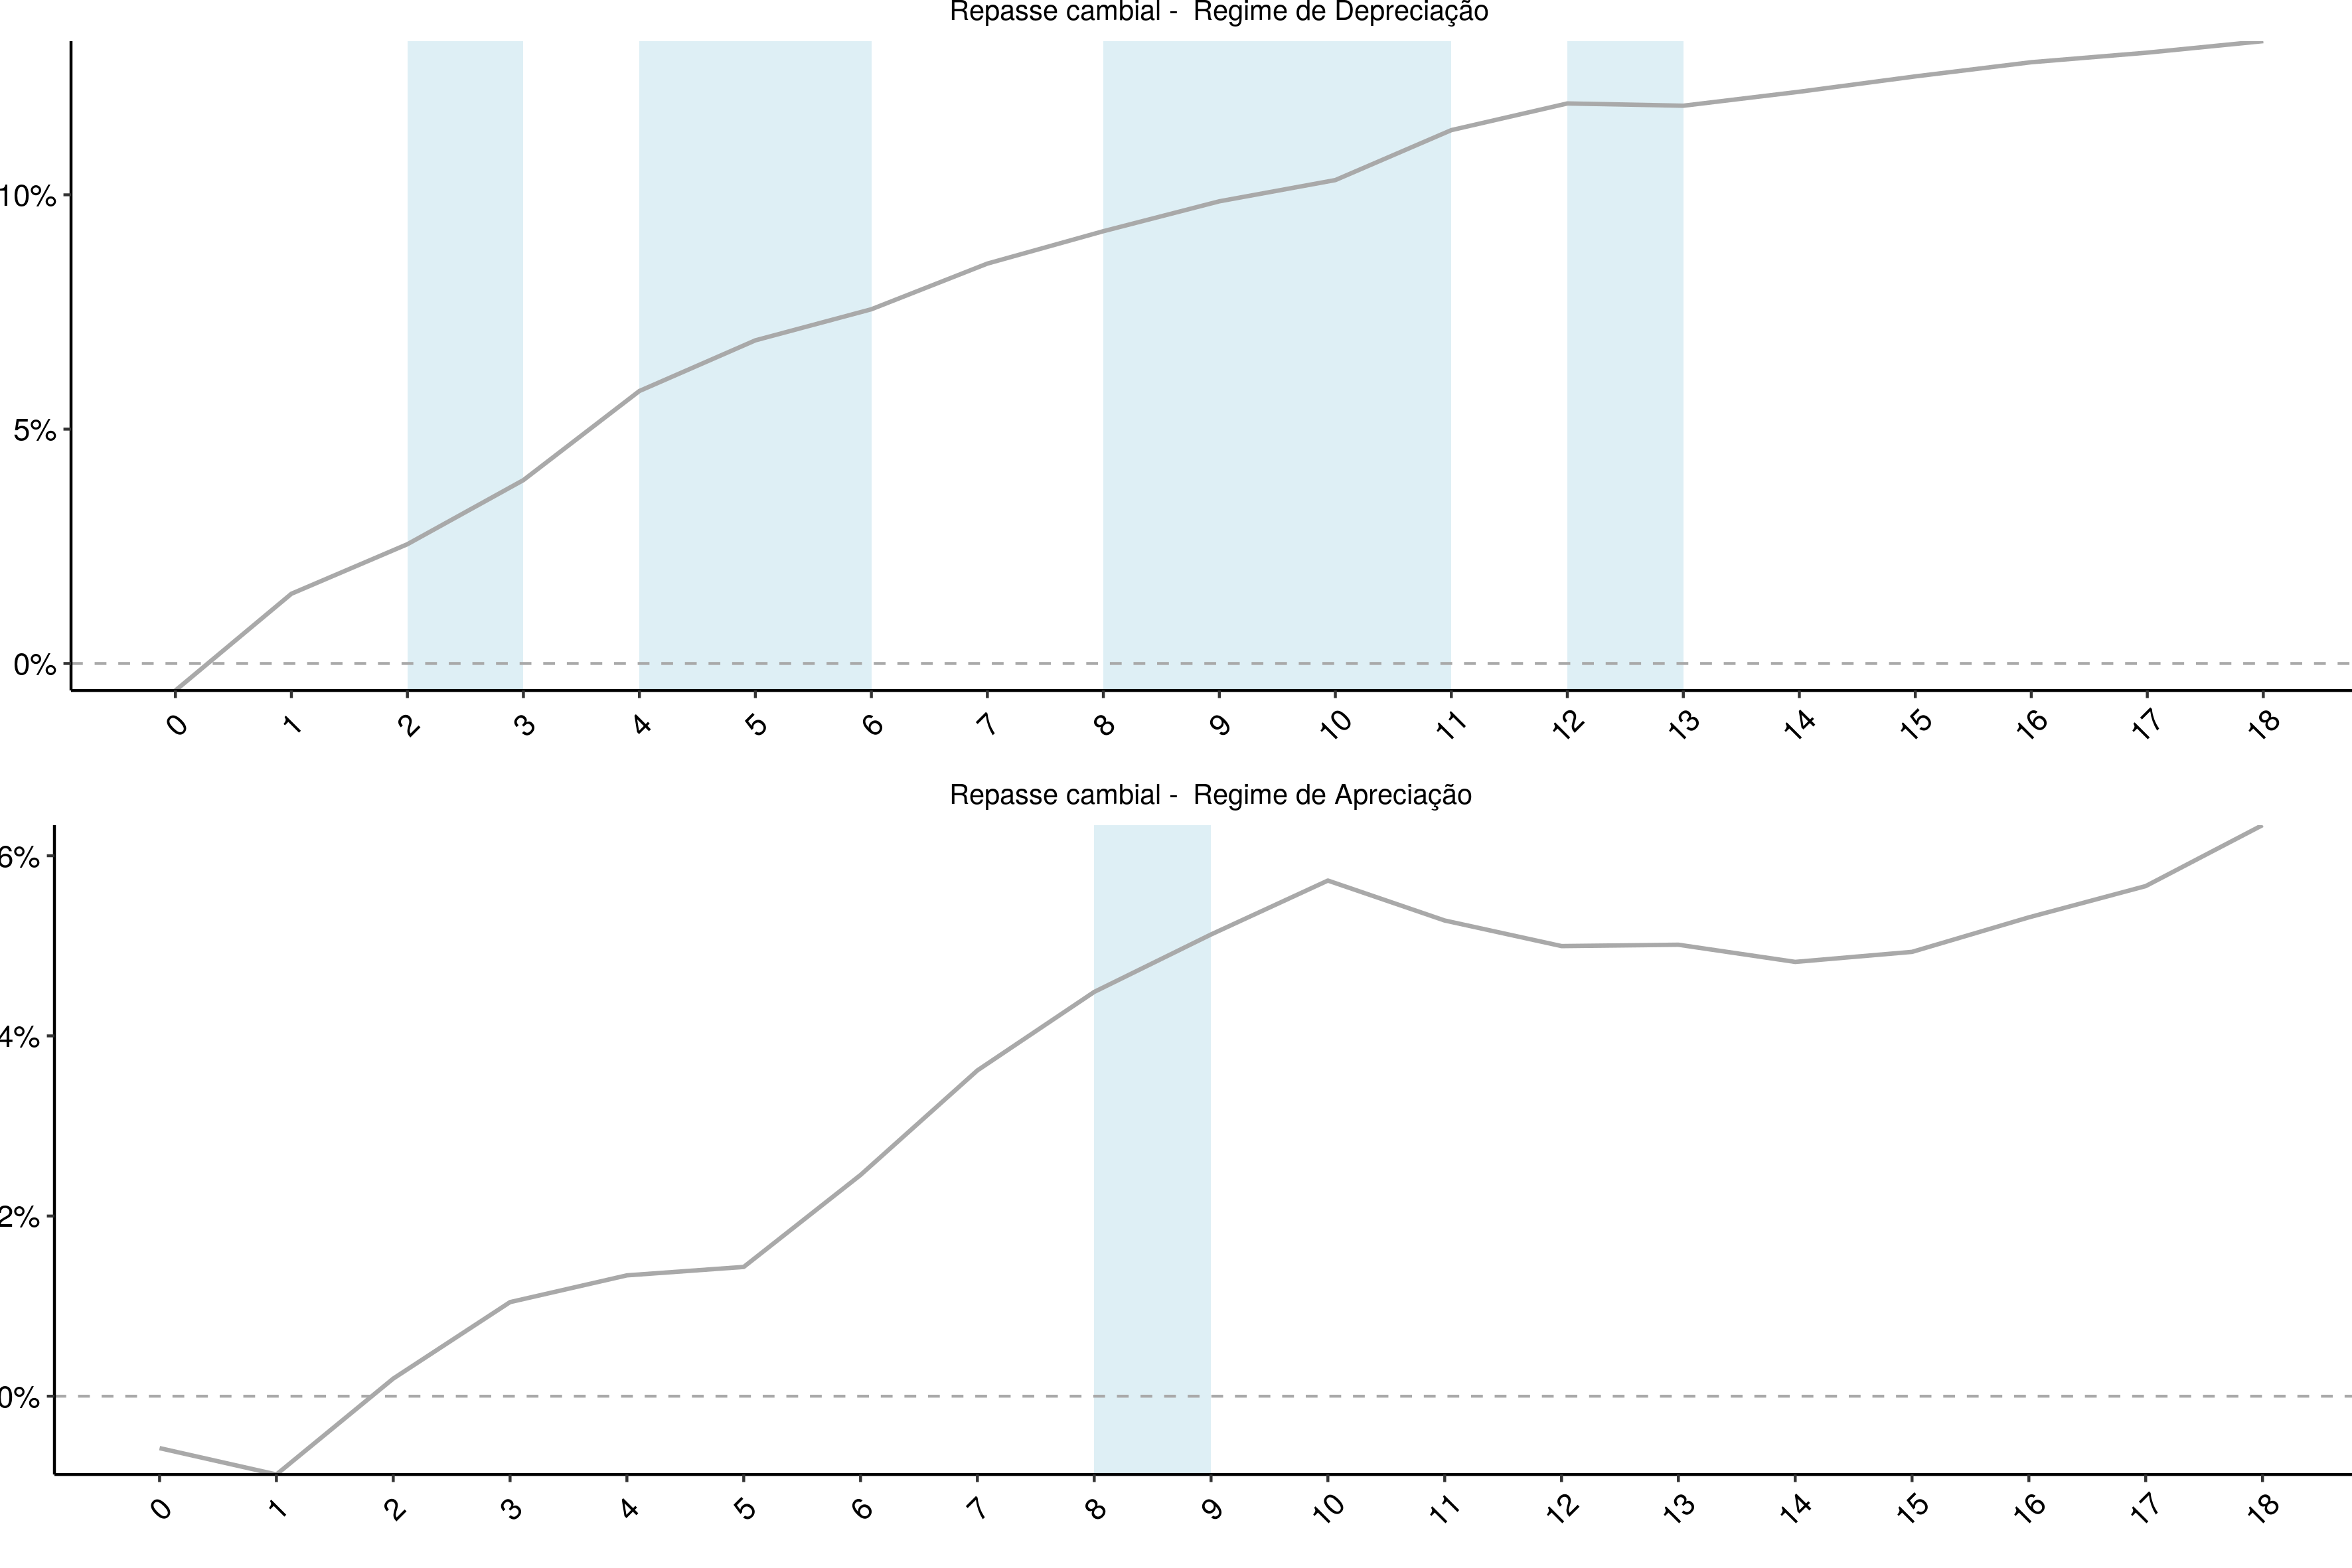 Repasse cambial -  Regime de Depreciação
10%
5%
0%
0 1 2 3 4 5 6 7 8 9 10 11 12 13 14 15 16 17 18
Repasse cambial -  Regime de Apreciação
6%
4%
2%
0%
0 1 2 3 4 5 6 7 8 9 10 11 12 13 14 15 16 17 18